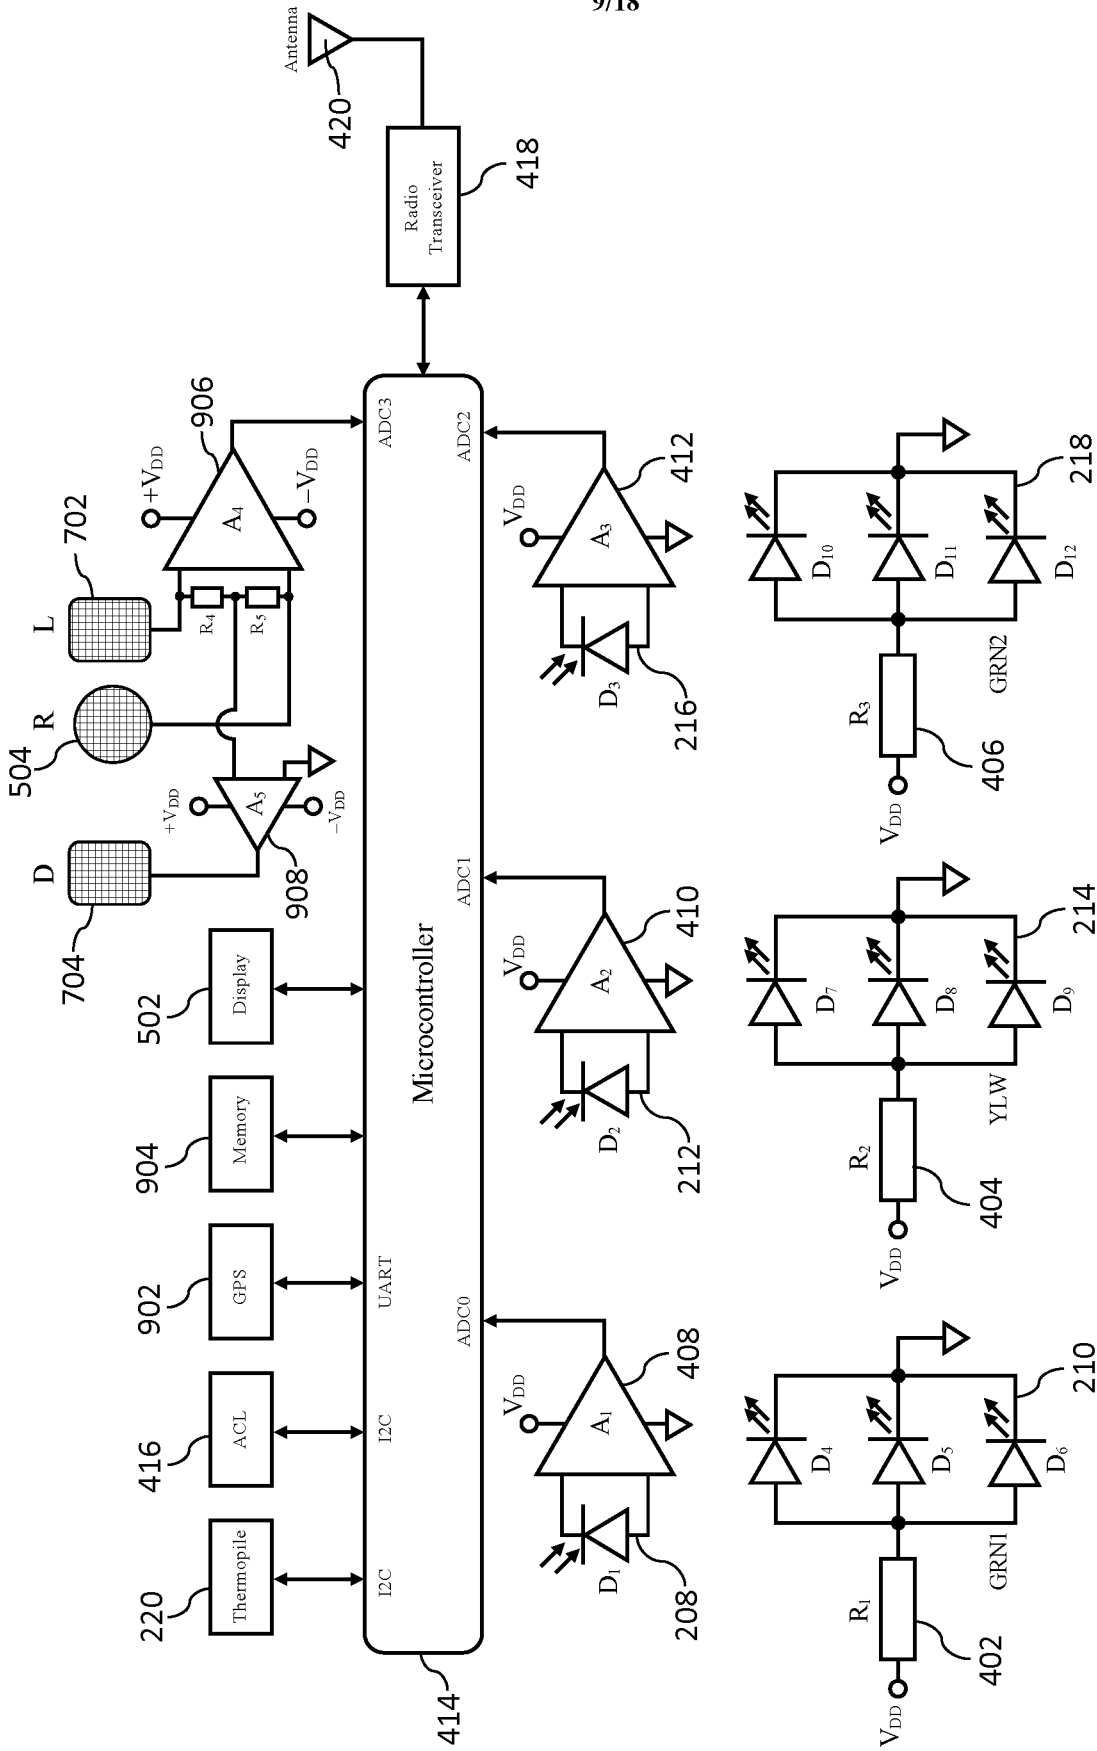 9/18
Antenna
420
Radio
Transceiver
418
L
702
R
504
D
704
+VDD
906
A4
−VDD
R4
R5
+VDD
A5
−VDD
908
Display
502
Memory
904
GPS
902
ACL
416
Thermopile
220
I2C
I2C
UART
ADC3
Microcontroller
414
ADC0
ADC1
ADC2
VDD
A1
408
D1
208
VDD
A2
410
D2
212
VDD
A3
412
D3
216
VDD
R1
402
GRN1
D4
D5
D6
210
VDD
R2
404
YLW
D7
D8
D9
214
VDD
R3
406
GRN2
D10
D11
D12
218